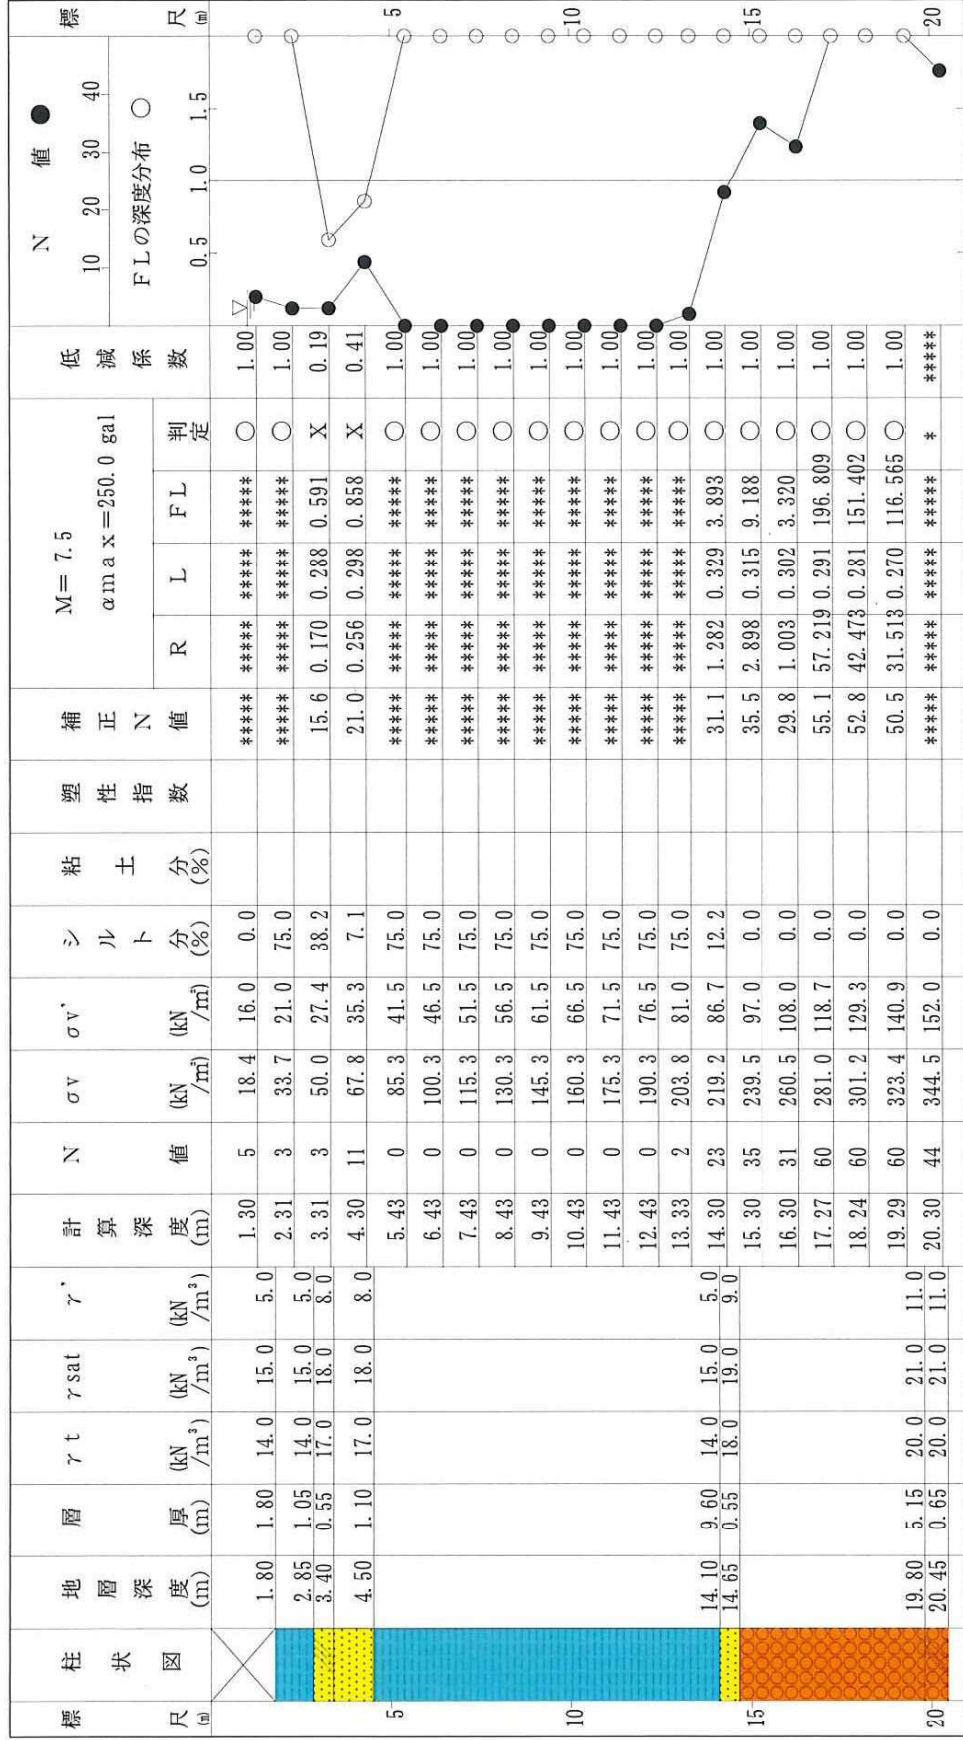 標尺(m) 柱状図 地層深度(m) 層厚(m) γt(kN/m³) γsat(kN/m³) γ'(kN/m³) 計算深度(m) N値 σv(kN/㎡) σv'(kN/㎡) シルト分(%) 粘土分(%) 塑性指数 補正N値 M= 7.5 αmax=250.0 gal R L FL 判定 低減係数 N値 ● 10 20 30 40 FLの深度分布 ○ 0.5 1.0 1.5 標尺(m)
1.80 1.80 14.0 15.0 5.0
2.85 1.05 14.0 15.0 5.0
3.40 0.55 17.0 18.0 8.0
4.50 1.10 17.0 18.0 8.0
14.10 9.60 14.0 15.0 5.0
14.65 0.55 18.0 19.0 9.0
19.80 5.15 20.0 21.0 11.0
20.45 0.65 20.0 21.0 11.0
1.30 5 18.4 16.0 0.0 ***** ***** ***** ***** ○ 1.00
2.31 3 33.7 21.0 75.0 ***** ***** ***** ***** ○ 1.00
3.31 3 50.0 27.4 38.2 15.6 0.170 0.288 0.591 X 0.19
4.30 11 67.8 35.3 7.1 21.0 0.256 0.298 0.858 X 0.41
5.43 0 85.3 41.5 75.0 ***** ***** ***** ***** ○ 1.00
6.43 0 100.3 46.5 75.0 ***** ***** ***** ***** ○ 1.00
7.43 0 115.3 51.5 75.0 ***** ***** ***** ***** ○ 1.00
8.43 0 130.3 56.5 75.0 ***** ***** ***** ***** ○ 1.00
9.43 0 145.3 61.5 75.0 ***** ***** ***** ***** ○ 1.00
10.43 0 160.3 66.5 75.0 ***** ***** ***** ***** ○ 1.00
11.43 0 175.3 71.5 75.0 ***** ***** ***** ***** ○ 1.00
12.43 0 190.3 76.5 75.0 ***** ***** ***** ***** ○ 1.00
13.33 2 203.8 81.0 75.0 ***** ***** ***** ***** ○ 1.00
14.30 23 219.2 86.7 12.2 31.1 1.282 0.329 3.893 ○ 1.00
15.30 35 239.5 97.0 0.0 35.5 2.898 0.315 9.188 ○ 1.00
16.30 31 260.5 108.0 0.0 29.8 1.003 0.302 3.320 ○ 1.00
17.27 60 281.0 118.7 0.0 55.1 57.219 0.291 196.809 ○ 1.00
18.24 60 301.2 129.3 0.0 52.8 42.473 0.281 151.402 ○ 1.00
19.29 60 323.4 140.9 0.0 50.5 31.513 0.270 116.565 ○ 1.00
20.30 44 344.5 152.0 0.0 ***** ***** ***** ***** * *****
5 5
10 10
15 15
20 20